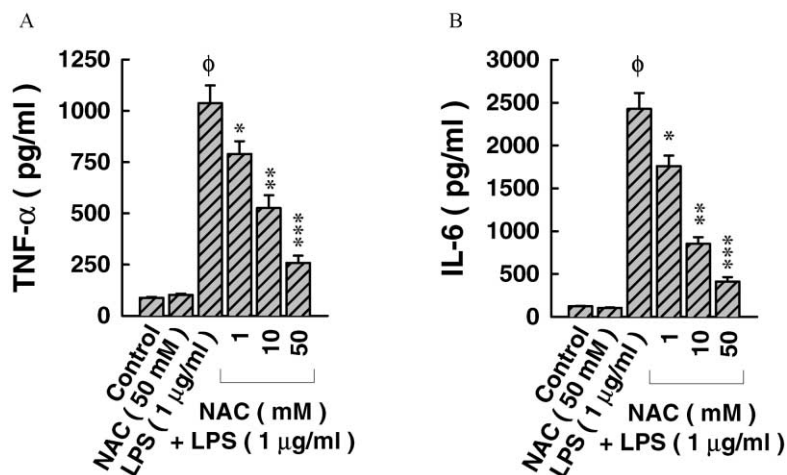 A
TNF-α ( pg/ml )
1250
1000
750
500
250
0
ϕ
*
**
***
Control
NAC ( 50 mM )
LPS ( 1 μg/ml )
1
10
50
NAC ( mM )
+ LPS ( 1 μg/ml )
B
IL-6 ( pg/ml )
3000
2500
2000
1500
1000
500
0
ϕ
*
**
***
Control
NAC ( 50 mM )
LPS ( 1 μg/ml )
1
10
50
NAC ( mM )
+ LPS ( 1 μg/ml )